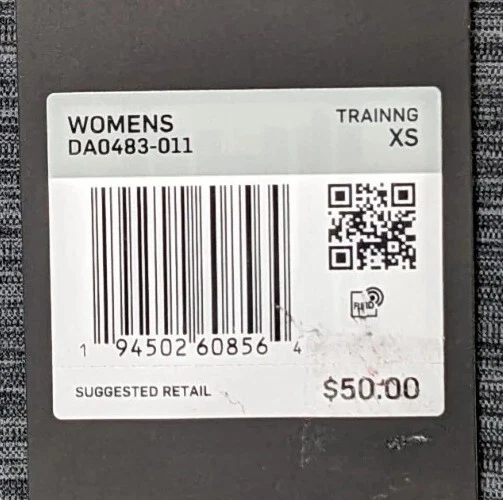 WOMENS
DA0483-011
TRAINNG
XS
1 94502 60856 4
SUGGESTED RETAIL
$50.00